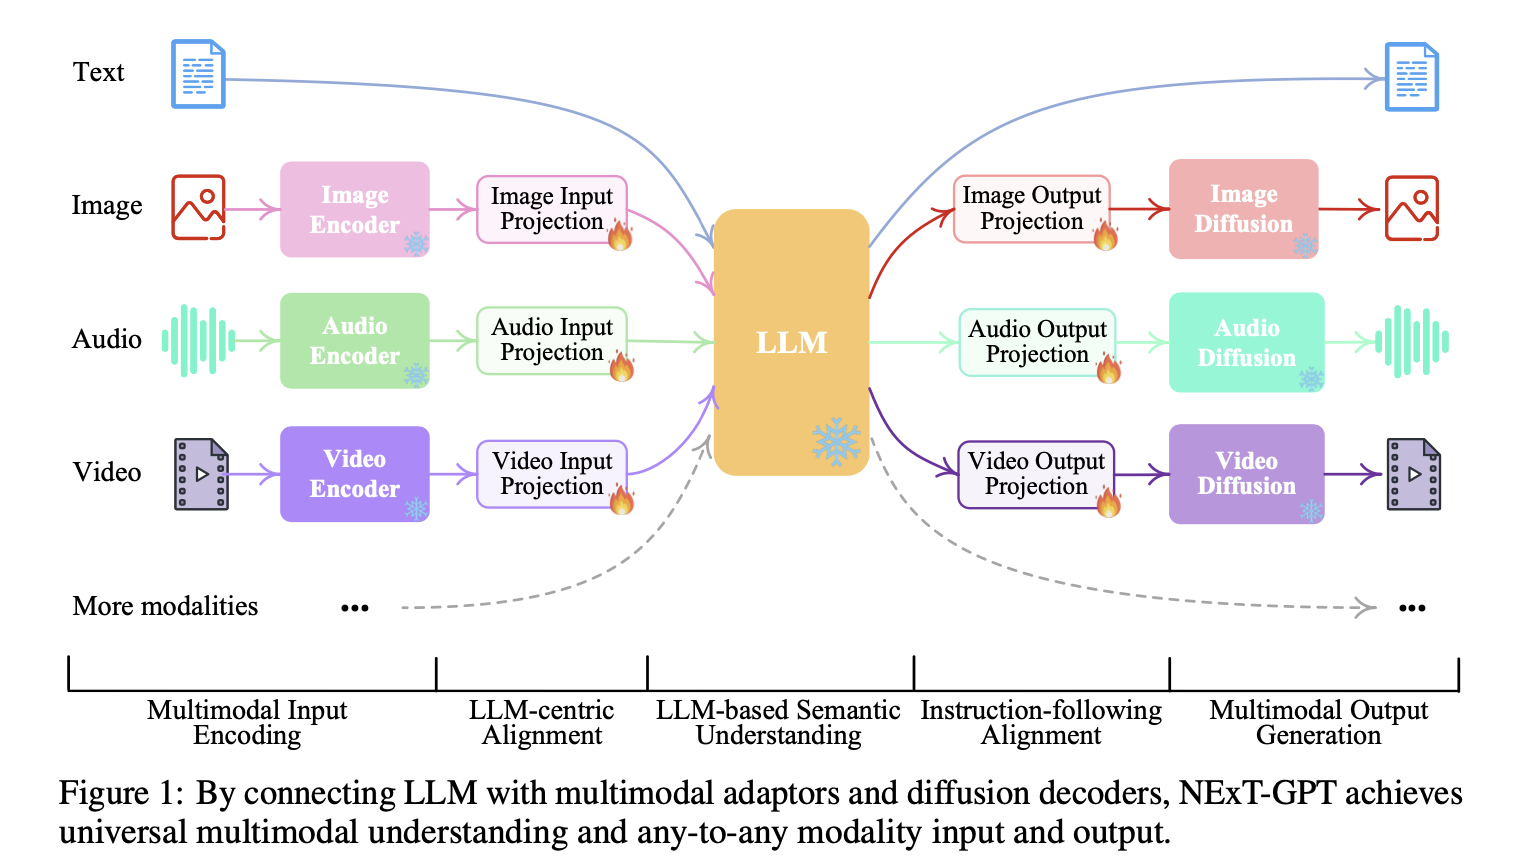 Text
Image
Image
Encoder
Image Input
Projection
Image Output
Projection
Image
Diffusion
Audio
Audio
Encoder
Audio Input
Projection
LLM
Audio Output
Projection
Audio
Diffusion
Video
Video
Encoder
Video Input
Projection
Video Output
Projection
Video
Diffusion
More modalities
...
...
Multimodal Input
Encoding
LLM-centric
Alignment
LLM-based Semantic
Understanding
Instruction-following
Alignment
Multimodal Output
Generation
Figure 1: By connecting LLM with multimodal adaptors and diffusion decoders, NExT-GPT achieves
universal multimodal understanding and any-to-any modality input and output.